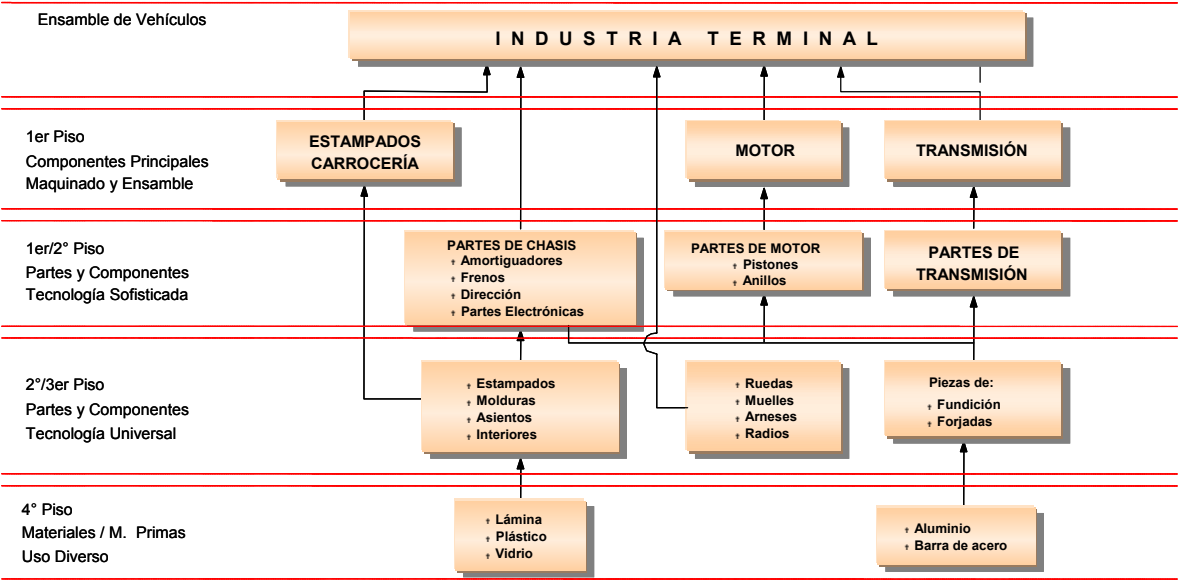 Ensamble de Vehículos
INDUSTRIA TERMINAL
1er Piso
Componentes Principales
Maquinado y Ensamble
ESTAMPADOS
CARROCERÍA
MOTOR
TRANSMISIÓN
1er/2° Piso
Partes y Componentes
Tecnología Sofisticada
PARTES DE CHASIS
† Amortiguadores
† Frenos
† Dirección
† Partes Electrónicas
PARTES DE MOTOR
† Pistones
† Anillos
PARTES DE
TRANSMISIÓN
2°/3er Piso
Partes y Componentes
Tecnología Universal
† Estampados
† Molduras
† Asientos
† Interiores
† Ruedas
† Muelles
† Arneses
† Radios
Piezas de:
† Fundición
† Forjadas
4° Piso
Materiales / M. Primas
Uso Diverso
† Lámina
† Plástico
† Vidrio
† Aluminio
† Barra de acero